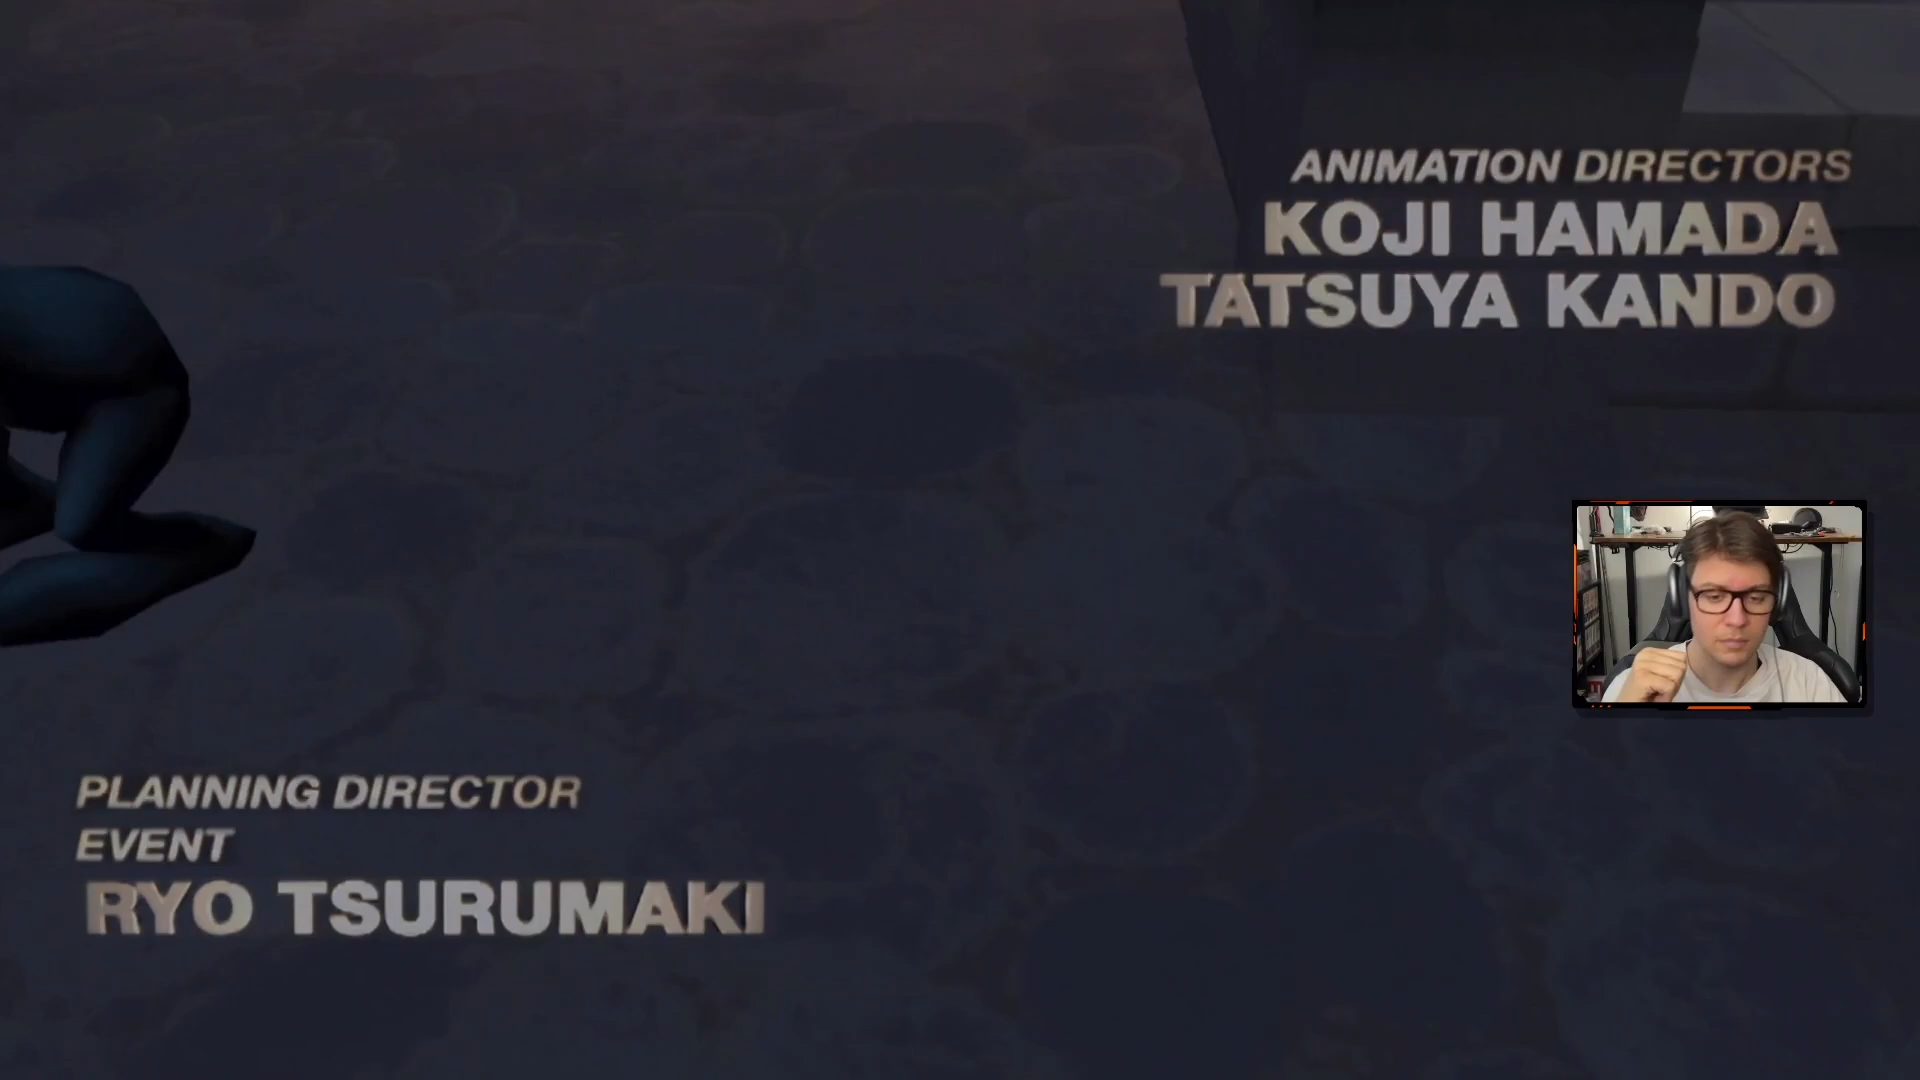 ANIMATION DIRECTORS
KOJI HAMADA
TATSUYA KANDO
PLANNING DIRECTOR
EVENT
RYO TSURUMAKI